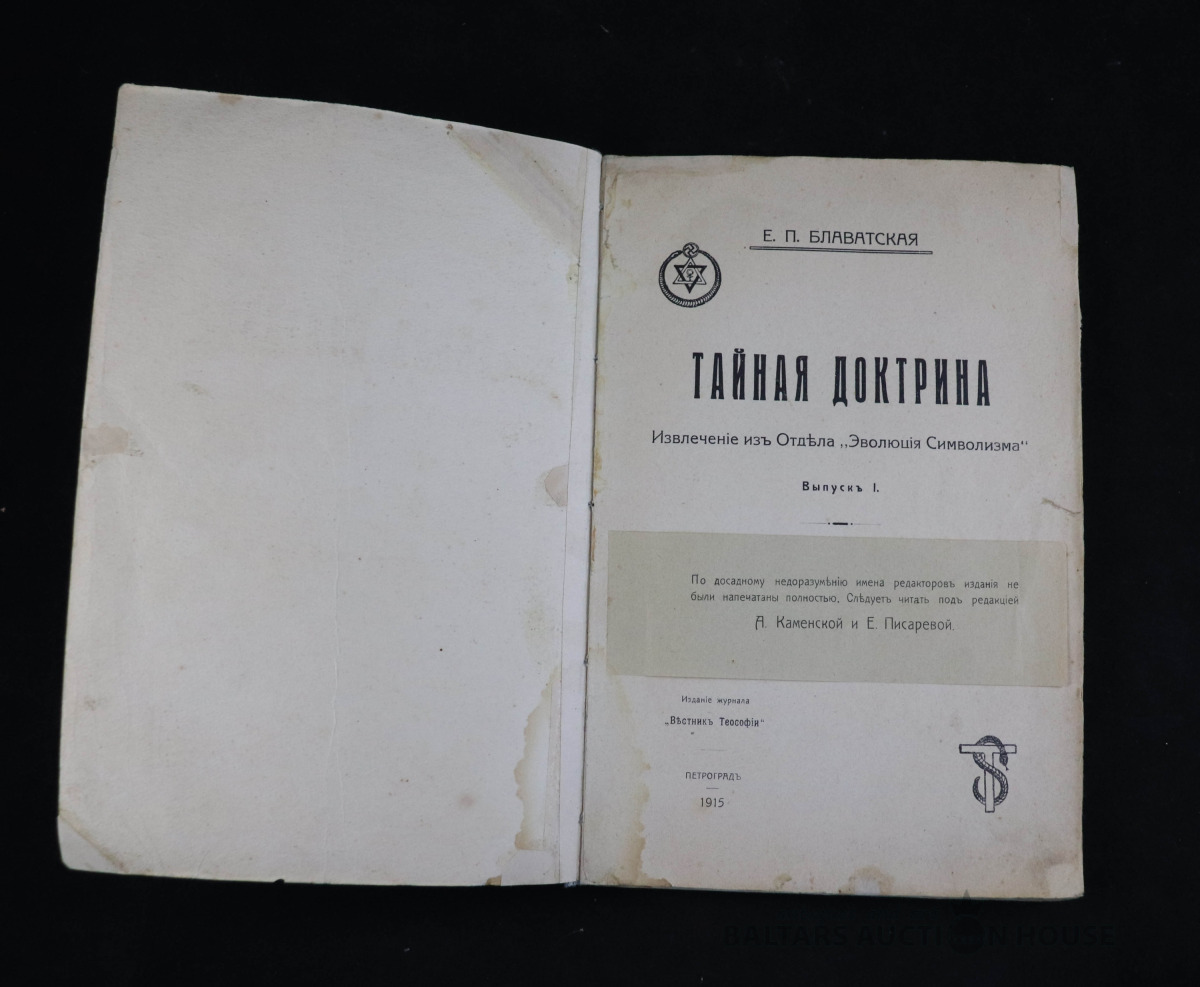 Е. П. БЛАВАТСКАЯ
ТАЙНАЯ ДОКТРИНА
Извлеченіе изъ Отдѣла „Эволюція Символизма"
Выпускъ I.
По досадному недоразумѣнію имена редакторовъ изданія не
были напечатаны полностью. Слѣдуетъ читать подъ редакціей
А. Каменской и Е. Писаревой.
Изданіе журнала
„Вѣстникъ Теософіи"
ПЕТРОГРАДЪ
1915
BALTARS AUCTION HOUSE